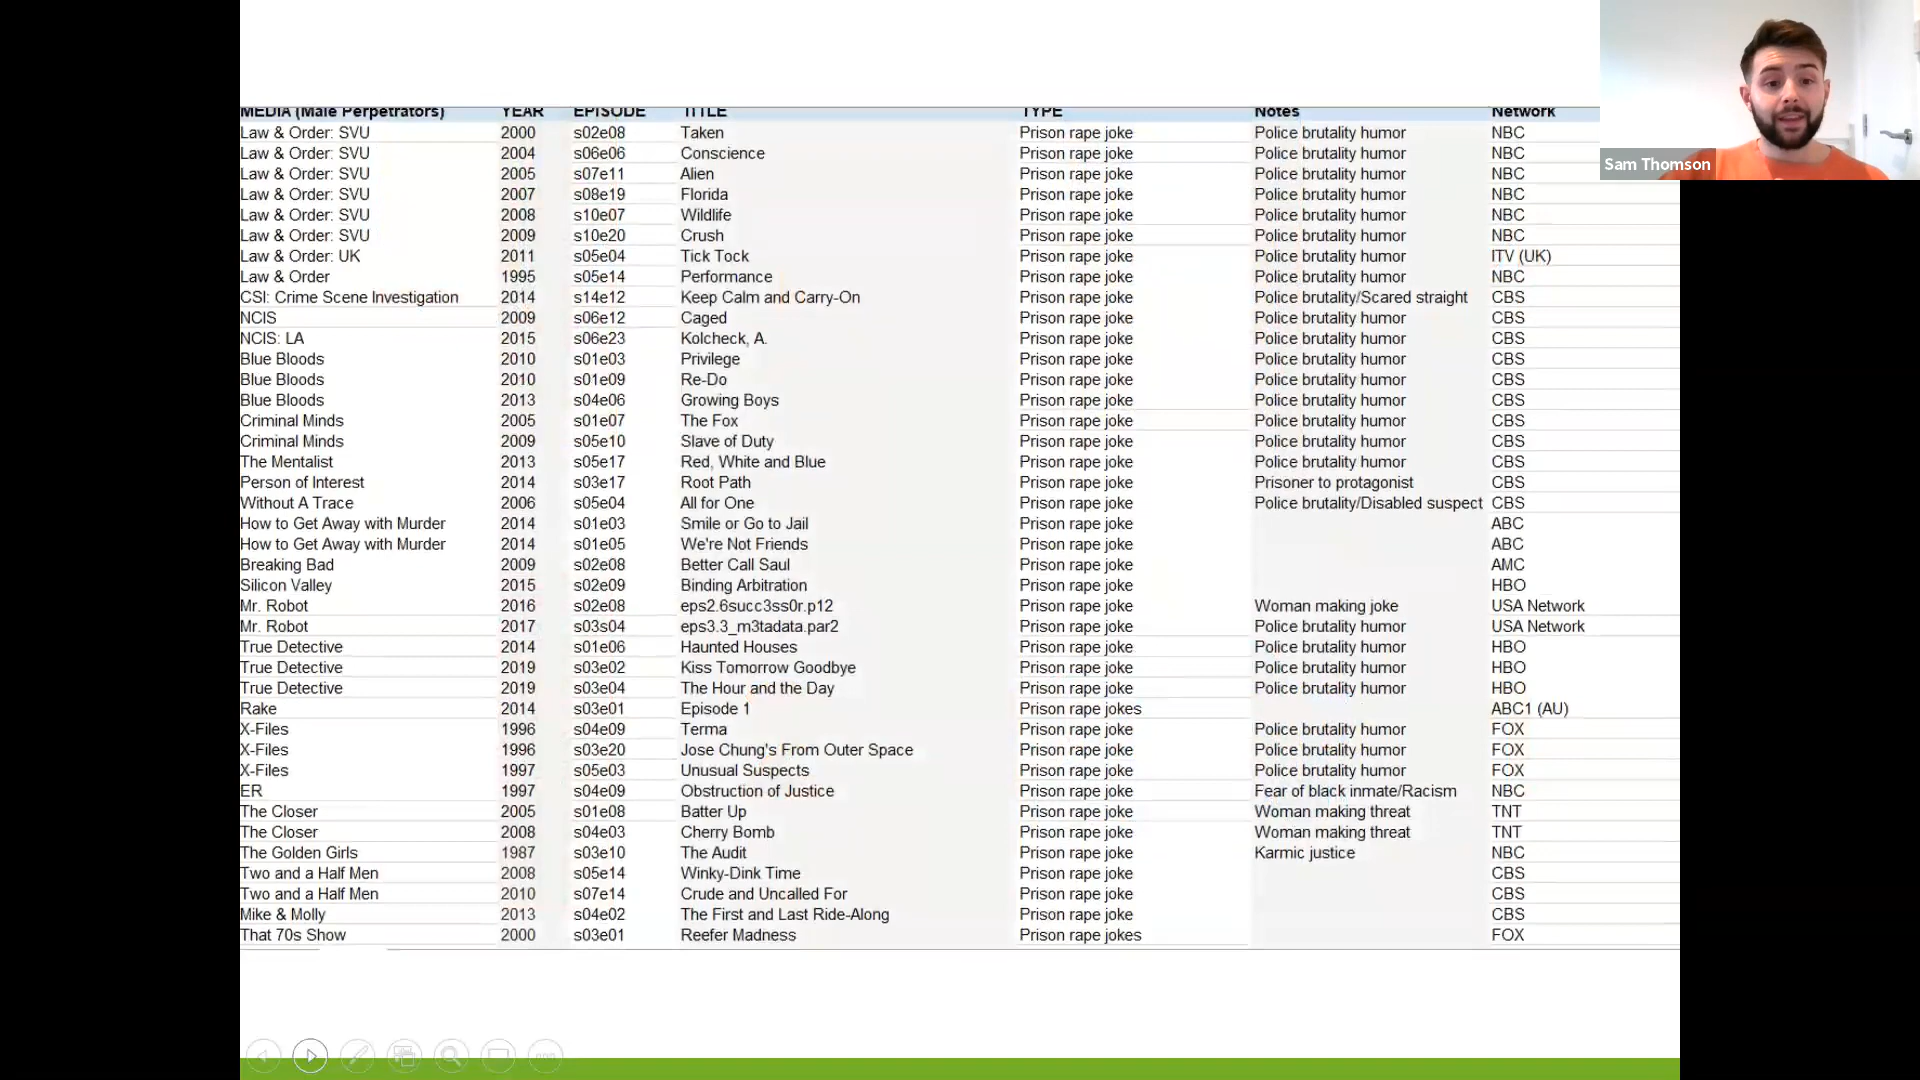 MEDIA (Male Perpetrators) YEAR EPISODE TITLE TYPE Notes Network
Law & Order: SVU 2000 s02e08 Taken Prison rape joke Police brutality humor NBC
Law & Order: SVU 2004 s06e06 Conscience Prison rape joke Police brutality humor NBC
Law & Order: SVU 2005 s07e11 Alien Prison rape joke Police brutality humor NBC
Law & Order: SVU 2007 s08e19 Florida Prison rape joke Police brutality humor NBC
Law & Order: SVU 2008 s10e07 Wildlife Prison rape joke Police brutality humor NBC
Law & Order: SVU 2009 s10e20 Crush Prison rape joke Police brutality humor NBC
Law & Order: UK 2011 s05e04 Tick Tock Prison rape joke Police brutality humor ITV (UK)
Law & Order 1995 s05e14 Performance Prison rape joke Police brutality humor NBC
CSI: Crime Scene Investigation 2014 s14e12 Keep Calm and Carry-On Prison rape joke Police brutality/Scared straight CBS
NCIS 2009 s06e12 Caged Prison rape joke Police brutality humor CBS
NCIS: LA 2015 s06e23 Kolcheck, A. Prison rape joke Police brutality humor CBS
Blue Bloods 2010 s01e03 Privilege Prison rape joke Police brutality humor CBS
Blue Bloods 2010 s01e09 Re-Do Prison rape joke Police brutality humor CBS
Blue Bloods 2013 s04e06 Growing Boys Prison rape joke Police brutality humor CBS
Criminal Minds 2005 s01e07 The Fox Prison rape joke Police brutality humor CBS
Criminal Minds 2009 s05e10 Slave of Duty Prison rape joke Police brutality humor CBS
The Mentalist 2013 s05e17 Red, White and Blue Prison rape joke Police brutality humor CBS
Person of Interest 2014 s03e17 Root Path Prison rape joke Prisoner to protagonist CBS
Without A Trace 2006 s05e04 All for One Prison rape joke Police brutality/Disabled suspect CBS
How to Get Away with Murder 2014 s01e03 Smile or Go to Jail Prison rape joke ABC
How to Get Away with Murder 2014 s01e05 We're Not Friends Prison rape joke ABC
Breaking Bad 2009 s02e08 Better Call Saul Prison rape joke AMC
Silicon Valley 2015 s02e09 Binding Arbitration Prison rape joke HBO
Mr. Robot 2016 s02e08 eps2.6succ3ss0r.p12 Prison rape joke Woman making joke USA Network
Mr. Robot 2017 s03s04 eps3.3_m3tadata.par2 Prison rape joke Police brutality humor USA Network
True Detective 2014 s01e06 Haunted Houses Prison rape joke Police brutality humor HBO
True Detective 2019 s03e02 Kiss Tomorrow Goodbye Prison rape joke Police brutality humor HBO
True Detective 2019 s03e04 The Hour and the Day Prison rape joke Police brutality humor HBO
Rake 2014 s03e01 Episode 1 Prison rape jokes ABC1 (AU)
X-Files 1996 s04e09 Terma Prison rape joke Police brutality humor FOX
X-Files 1996 s03e20 Jose Chung's From Outer Space Prison rape joke Police brutality humor FOX
X-Files 1997 s05e03 Unusual Suspects Prison rape joke Police brutality humor FOX
ER 1997 s04e09 Obstruction of Justice Prison rape joke Fear of black inmate/Racism NBC
The Closer 2005 s01e08 Batter Up Prison rape joke Woman making threat TNT
The Closer 2008 s04e03 Cherry Bomb Prison rape joke Woman making threat TNT
The Golden Girls 1987 s03e10 The Audit Prison rape joke Karmic justice NBC
Two and a Half Men 2008 s05e14 Winky-Dink Time Prison rape joke CBS
Two and a Half Men 2010 s07e14 Crude and Uncalled For Prison rape joke CBS
Mike & Molly 2013 s04e02 The First and Last Ride-Along Prison rape joke CBS
That 70s Show 2000 s03e01 Reefer Madness Prison rape jokes FOX
Sam Thomson